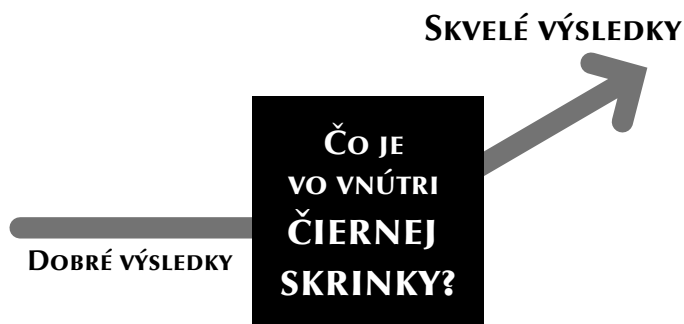 Skvelé výsledky
Čo je
vo vnútri
čiernej
skrinky?
Dobré výsledky